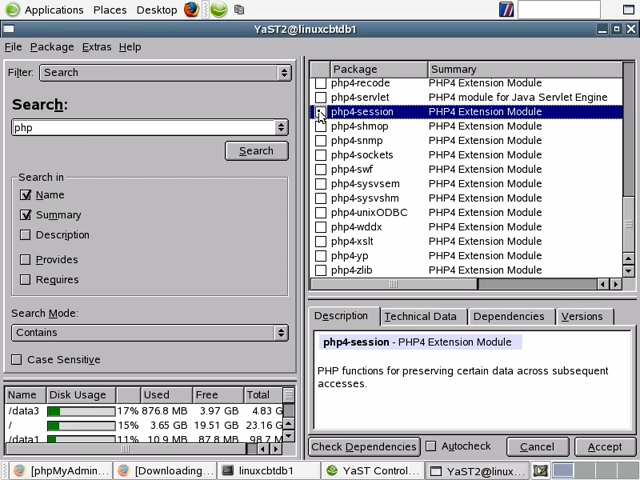 Applications Places Desktop
YaST2@linuxcbtdb1
File Package Extras Help
Filter: Search
Search:
php
Search
Search in
Name
Summary
Description
Provides
Requires
Search Mode:
Contains
Case Sensitive
Name Disk Usage Used Free Total
/data3 17% 876.8 MB 3.97 GB 4.83 G
/ 15% 3.65 GB 19.51 GB 23.16 G
/data1 11% 10.9 MB 87.8 MB 98.7 M
Package Summary
php4-recode PHP4 Extension Module
php4-servlet PHP4 module for Java Servlet Engine
php4-session PHP4 Extension Module
php4-shmop PHP4 Extension Module
php4-snmp PHP4 Extension Module
php4-sockets PHP4 Extension Module
php4-swf PHP4 Extension Module
php4-sysvsem PHP4 Extension Module
php4-sysvshm PHP4 Extension Module
php4-unixODBC PHP4 Extension Module
php4-wddx PHP4 Extension Module
php4-xslt PHP4 Extension Module
php4-yp PHP4 Extension Module
php4-zlib PHP4 Extension Module
Description Technical Data Dependencies Versions
php4-session - PHP4 Extension Module
PHP functions for preserving certain data across subsequent
accesses.
Check Dependencies Autocheck Cancel Accept
[phpMyAdmin... [Downloading... linuxcbtdb1 YaST Control... YaST2@linux...